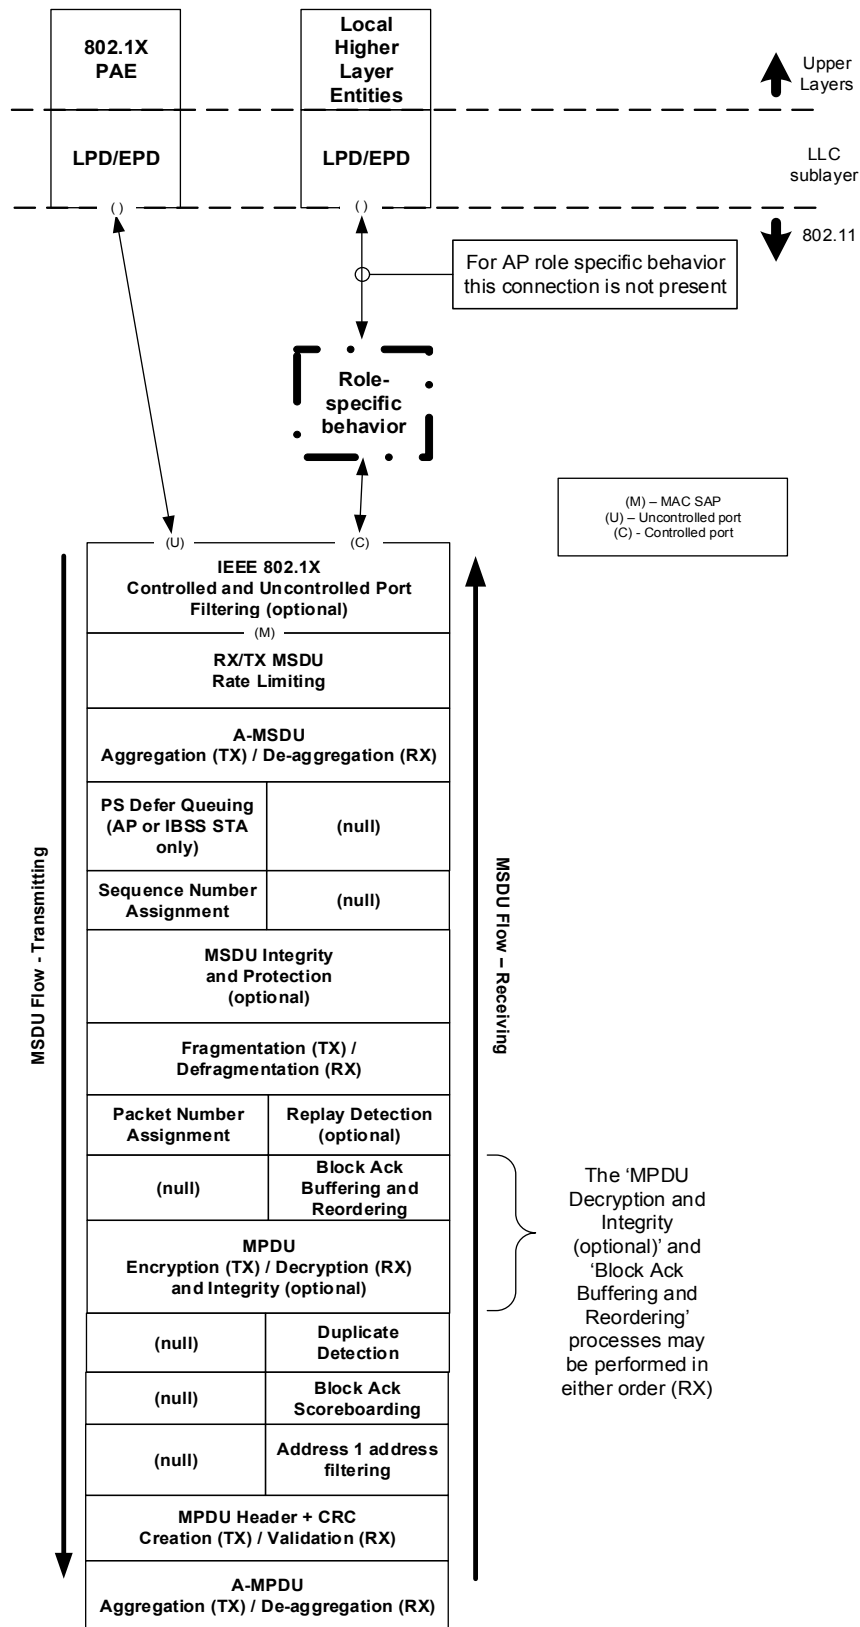 802.1X
PAE
Local
Higher
Layer
Entities
Upper
Layers
LPD/EPD
LPD/EPD
LLC
sublayer
( )
( )
802.11
For AP role specific behavior
this connection is not present
Role-
specific
behavior
(M) – MAC SAP
(U) – Uncontrolled port
(C) - Controlled port
(U)
(C)
IEEE 802.1X
Controlled and Uncontrolled Port
Filtering (optional)
(M)
RX/TX MSDU
Rate Limiting
A-MSDU
Aggregation (TX) / De-aggregation (RX)
PS Defer Queuing
(AP or IBSS STA
only)
(null)
Sequence Number
Assignment
(null)
MSDU Flow - Transmitting
MSDU Flow – Receiving
MSDU Integrity
and Protection
(optional)
Fragmentation (TX) /
Defragmentation (RX)
Packet Number
Assignment
Replay Detection
(optional)
(null)
Block Ack
Buffering and
Reordering
MPDU
Encryption (TX) / Decryption (RX)
and Integrity (optional)
The ‘MPDU
Decryption and
Integrity
(optional)’ and
‘Block Ack
Buffering and
Reordering’
processes may
be performed in
either order (RX)
(null)
Duplicate
Detection
(null)
Block Ack
Scoreboarding
(null)
Address 1 address
filtering
MPDU Header + CRC
Creation (TX) / Validation (RX)
A-MPDU
Aggregation (TX) / De-aggregation (RX)